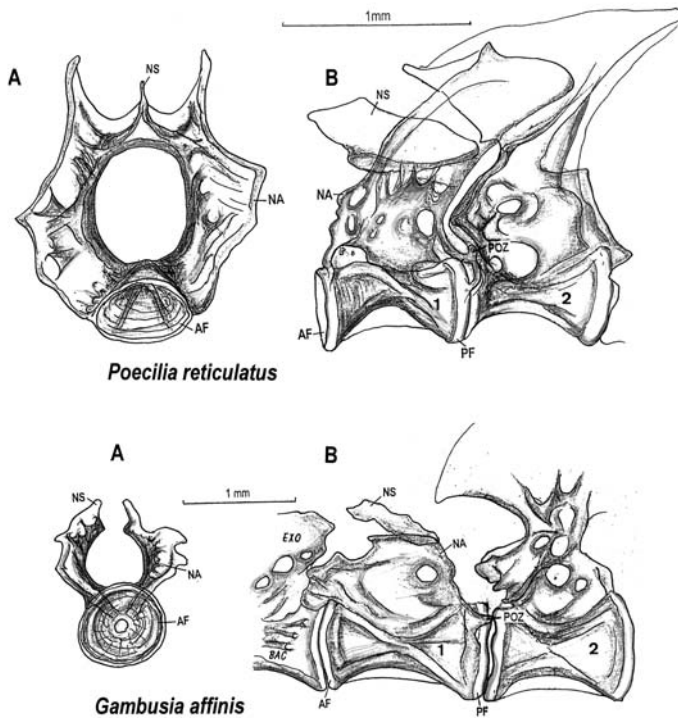 1mm
A
NS
NA
AF
B
NS
NA
POZ
1
2
AF
PF
Poecilia reticulatus
A
NS
NA
AF
1 mm
B
NS
EXO
NA
POZ
1
2
BAC
AF
PF
Gambusia affinis